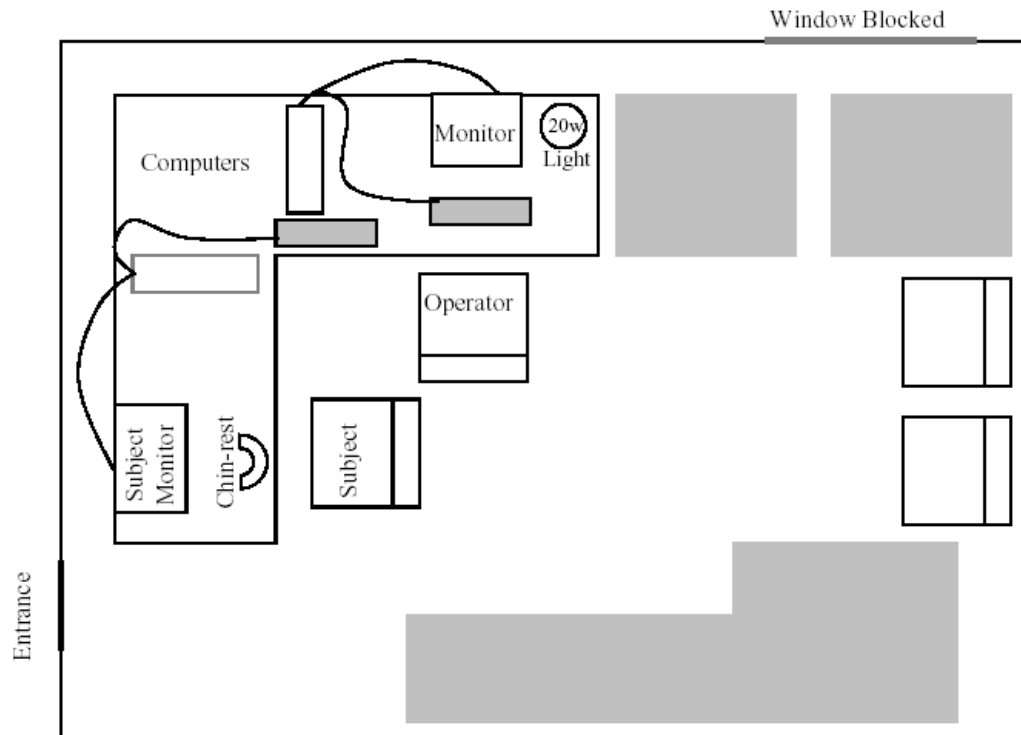 Window Blocked
Monitor
20w
Light
Computers
Operator
Subject
Monitor
Chin-rest
Subject
Entrance